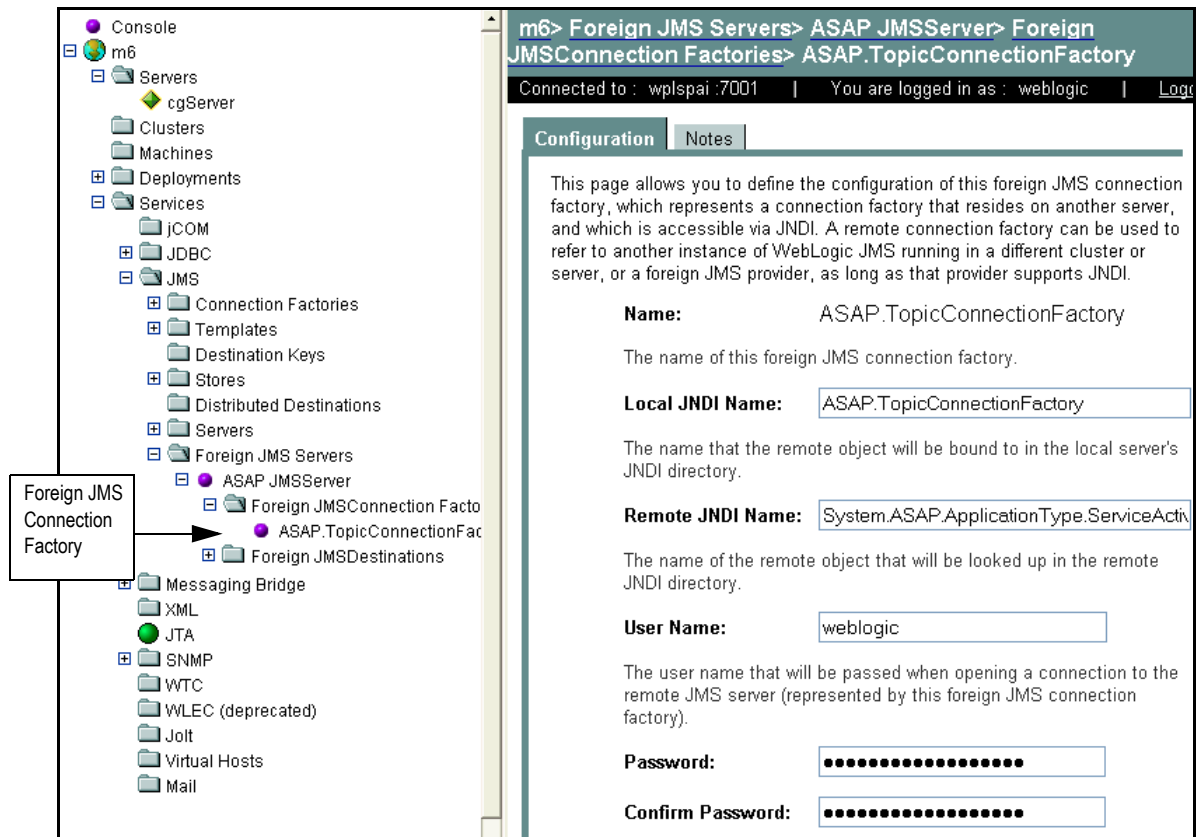 Console
m6
Servers
cgServer
Clusters
Machines
Deployments
Services
jCOM
JDBC
JMS
Connection Factories
Templates
Destination Keys
Stores
Distributed Destinations
Servers
Foreign JMS Servers
ASAP JMSServer
Foreign JMSConnection Facto
ASAP.TopicConnectionFac
Foreign JMSDestinations
Messaging Bridge
XML
JTA
SNMP
WTC
WLEC (deprecated)
Jolt
Virtual Hosts
Mail
Foreign JMS
Connection
Factory
m6> Foreign JMS Servers> ASAP JMSServer> Foreign
JMSConnection Factories> ASAP.TopicConnectionFactory
Connected to : wplspai :7001 | You are logged in as : weblogic | Logo
Configuration Notes
This page allows you to define the configuration of this foreign JMS connection
factory, which represents a connection factory that resides on another server,
and which is accessible via JNDI. A remote connection factory can be used to
refer to another instance of WebLogic JMS running in a different cluster or
server, or a foreign JMS provider, as long as that provider supports JNDI.
Name: ASAP.TopicConnectionFactory
The name of this foreign JMS connection factory.
Local JNDI Name: ASAP.TopicConnectionFactory
The name that the remote object will be bound to in the local server's
JNDI directory.
Remote JNDI Name: System.ASAP.ApplicationType.ServiceActiv
The name of the remote object that will be looked up in the remote
JNDI directory.
User Name: weblogic
The user name that will be passed when opening a connection to the
remote JMS server (represented by this foreign JMS connection
factory).
Password: ●●●●●●●●●●●●●●●●●●
Confirm Password: ●●●●●●●●●●●●●●●●●●